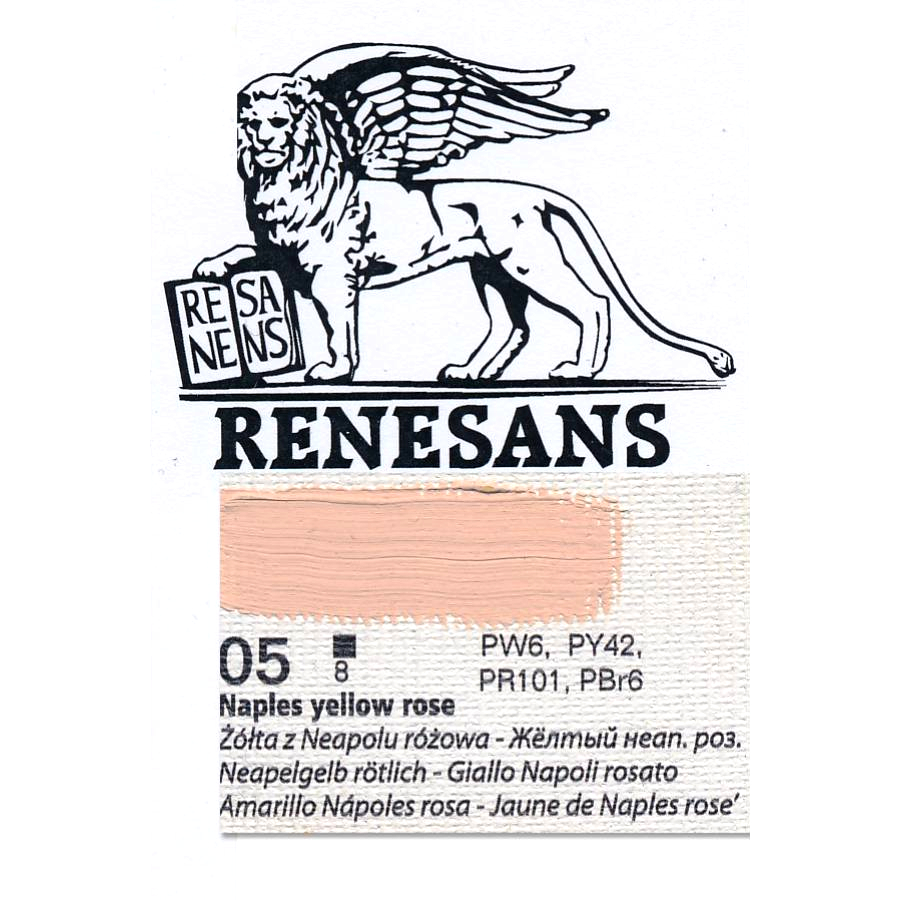 RE SA
NE NS
RENESANS
05
8
PW6, PY42,
PR101, PBr6
Naples yellow rose
Żółta z Neapolu różowa - Жёлтый неап. роз.
Neapelgelb rötlich - Giallo Napoli rosato
Amarillo Nápoles rosa - Jaune de Naples rose'